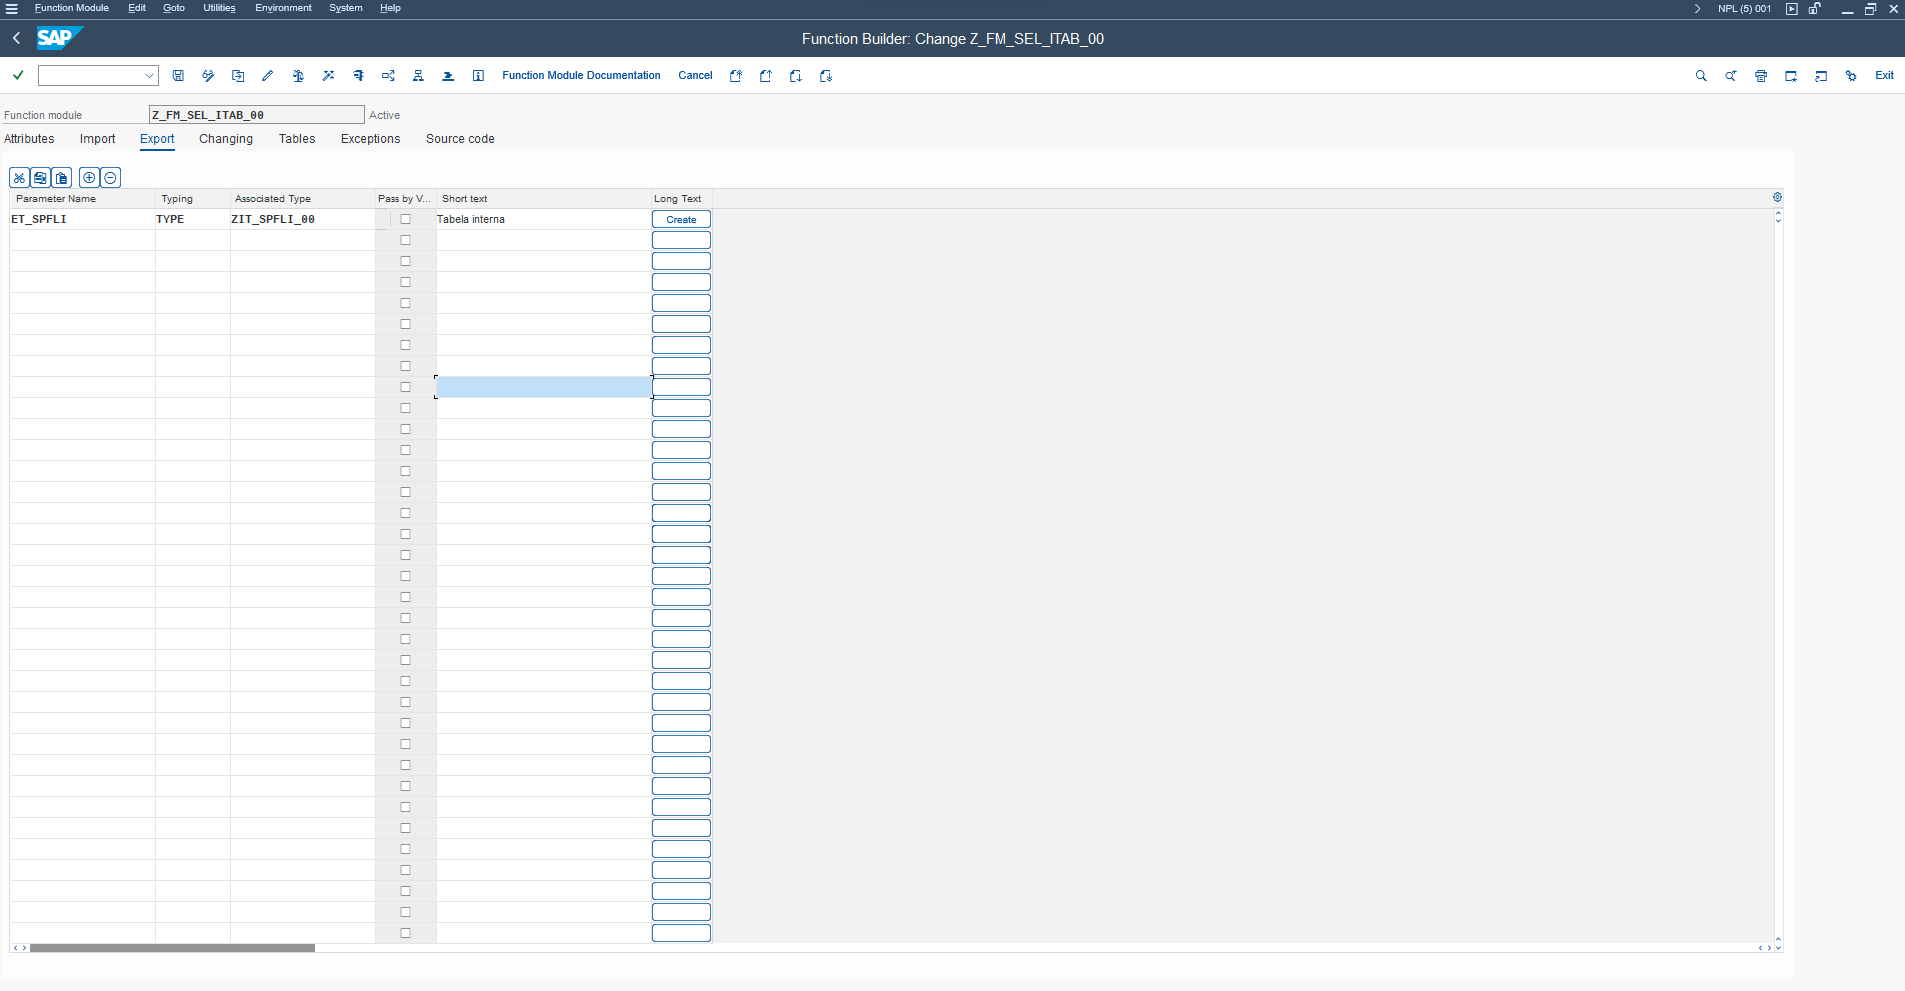 Function Module Edit Goto Utilities Environment System Help NPL (5) 001
SAP Function Builder: Change Z_FM_SEL_ITAB_00
Function Module Documentation Cancel Exit
Function module Z_FM_SEL_ITAB_00 Active
Attributes Import Export Changing Tables Exceptions Source code
Parameter Name Typing Associated Type Pass by V... Short text Long Text
ET_SPFLI TYPE ZIT_SPFLI_00 Tabela interna Create